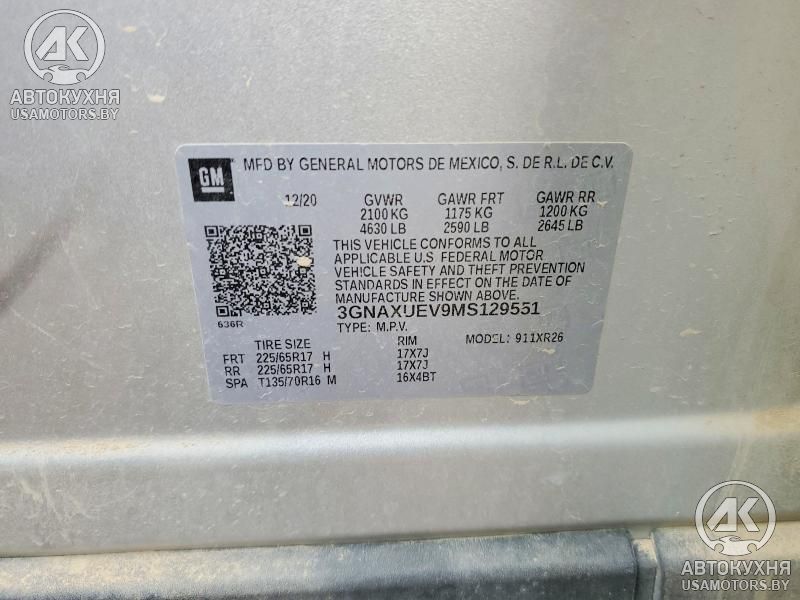 AK
АВТОКУХНЯ
USAMOTORS.BY
GM
MFD BY GENERAL MOTORS DE MEXICO, S. DE R.L. DE C.V.
12/20 GVWR GAWR FRT GAWR RR
2100 KG 1175 KG 1200 KG
4630 LB 2590 LB 2645 LB
THIS VEHICLE CONFORMS TO ALL
APPLICABLE U.S. FEDERAL MOTOR
VEHICLE SAFETY AND THEFT PREVENTION
STANDARDS IN EFFECT ON THE DATE OF
MANUFACTURE SHOWN ABOVE.
636R
3GNAXUEV9MS129551
TYPE: M.P.V. MODEL: 911XR26
TIRE SIZE RIM
FRT 225/65R17 H 17X7J
RR 225/65R17 H 17X7J
SPA T135/70R16 M 16X4BT
AK
АВТОКУХНЯ
USAMOTORS.BY